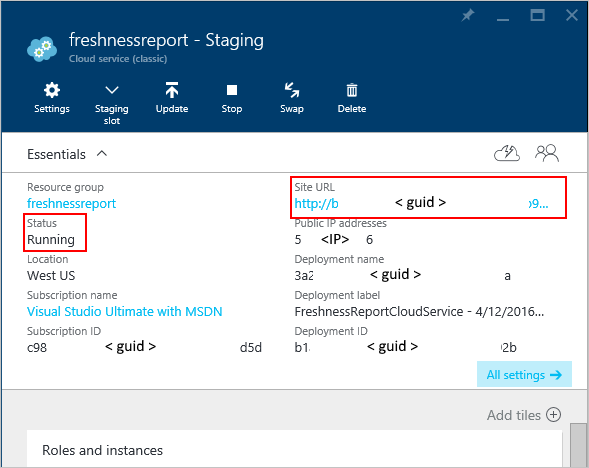 freshnessreport - Staging
Cloud service (classic)
Settings
Staging slot
Update
Stop
Swap
Delete
Essentials
Resource group
freshnessreport
Status
Running
Location
West US
Subscription name
Visual Studio Ultimate with MSDN
Subscription ID
c98 < guid > d5d
Site URL
http://b < guid > 9...
Public IP addresses
5 <IP> 6
Deployment name
3a2 < guid > a
Deployment label
FreshnessReportCloudService - 4/12/2016...
Deployment ID
b1 < guid > 2b
All settings →
Add tiles
Roles and instances